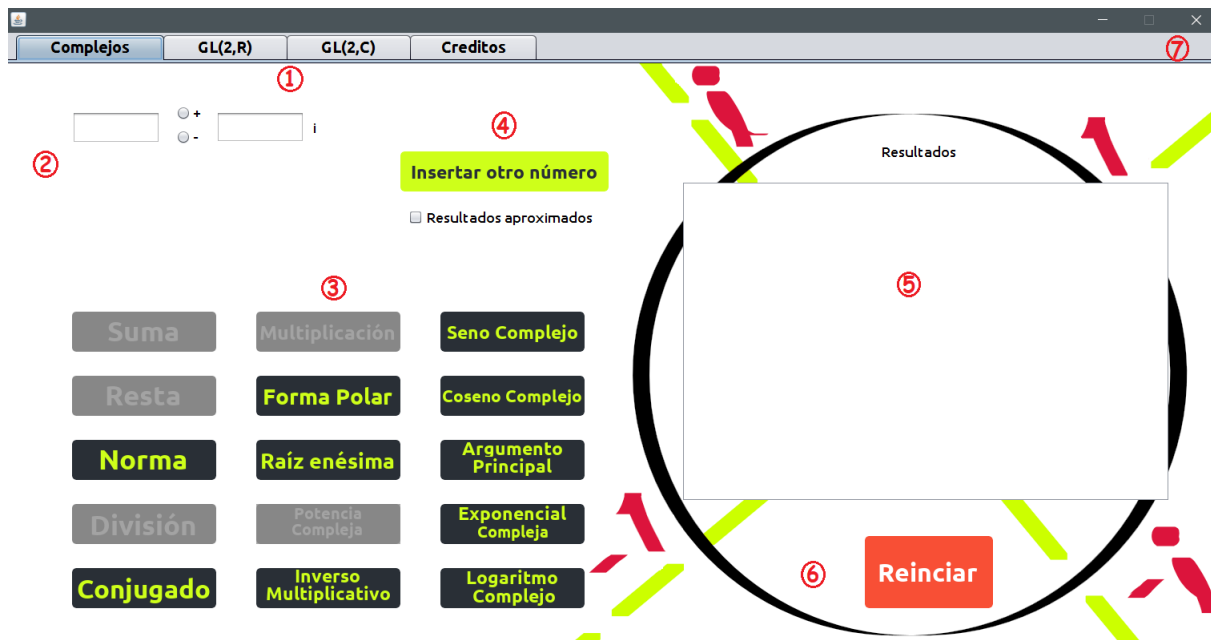 Complejos GL(2,R) GL(2,C) Creditos
7
1
+
- i
4
2
Insertar otro número
Resultados aproximados
Resultados
5
3
Suma Multiplicación Seno Complejo
Resta Forma Polar Coseno Complejo
Norma Raíz enésima Argumento
Principal
División Potencia
Compleja Exponencial
Compleja
Conjugado Inverso
Multiplicativo Logaritmo
Complejo
6
Reinciar